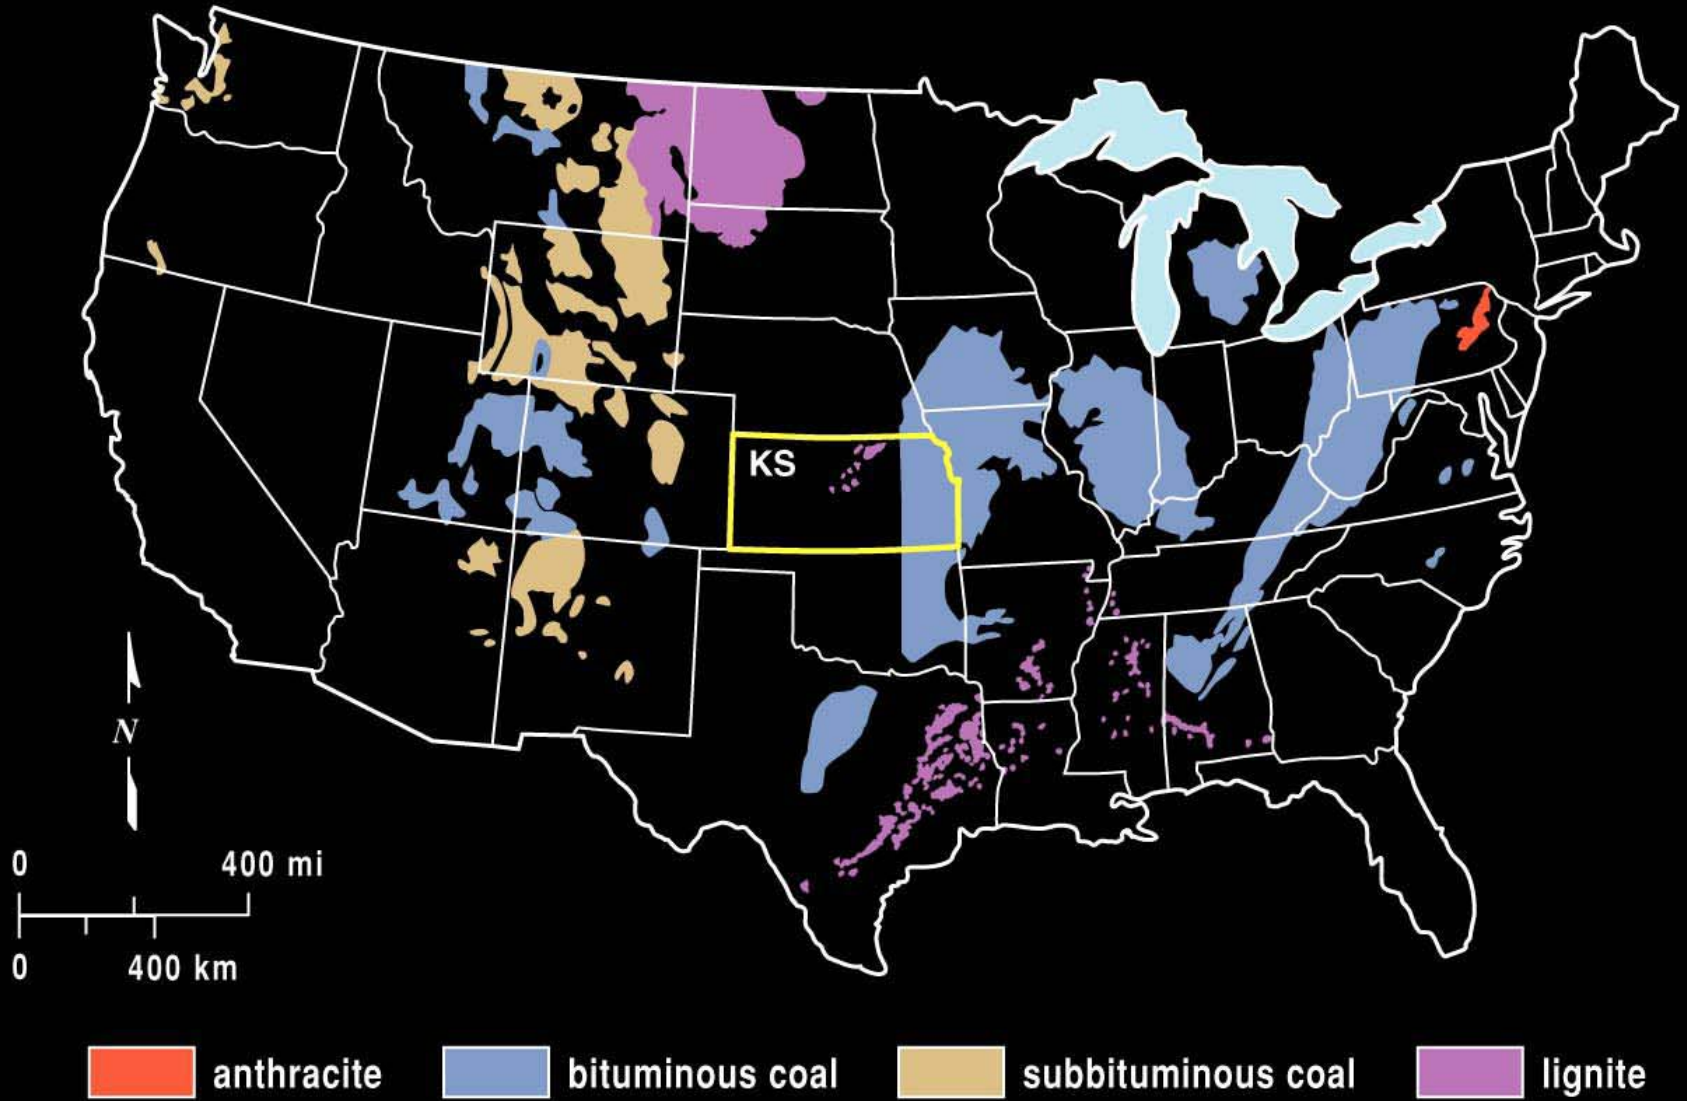 KS
N
0 400 mi
0 400 km
anthracite bituminous coal subbituminous coal lignite